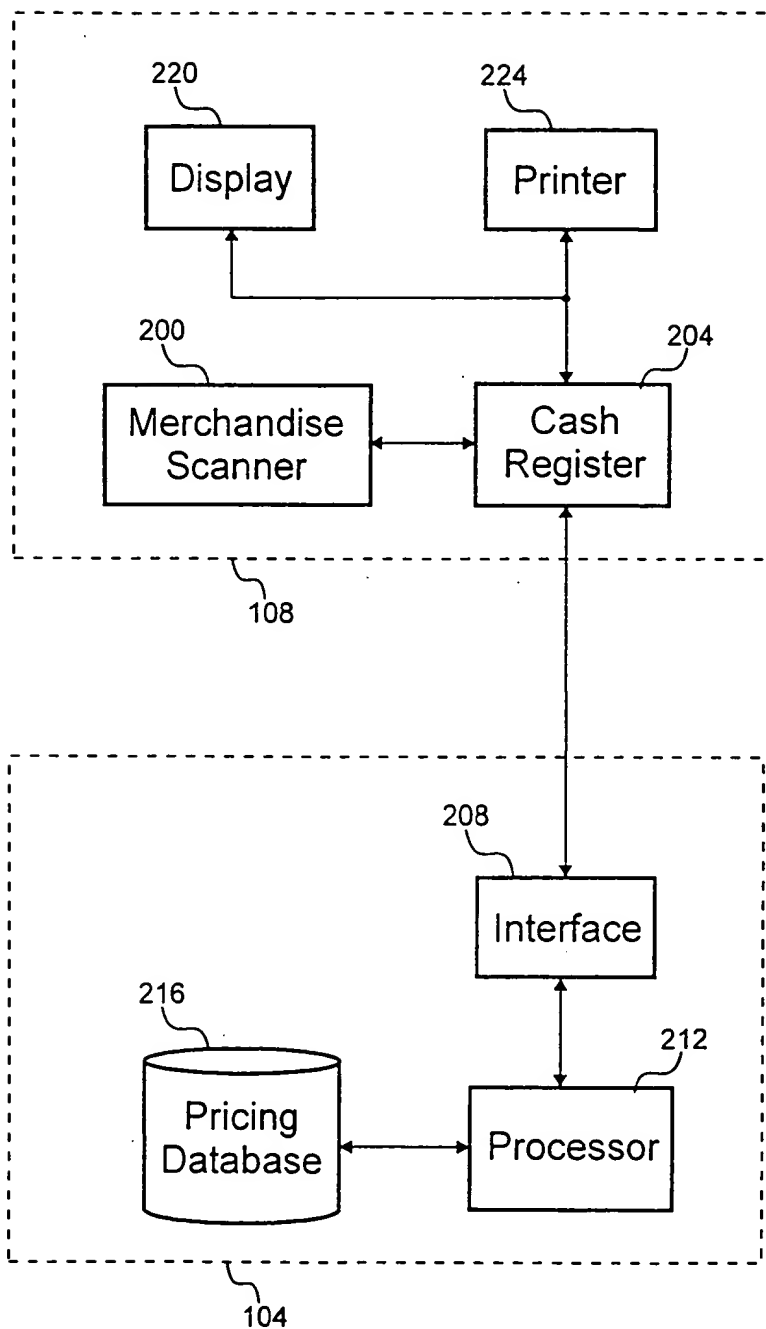 220
224
Display
Printer
200
204
Merchandise
Scanner
Cash
Register
108
208
Interface
216
212
Pricing
Database
Processor
104